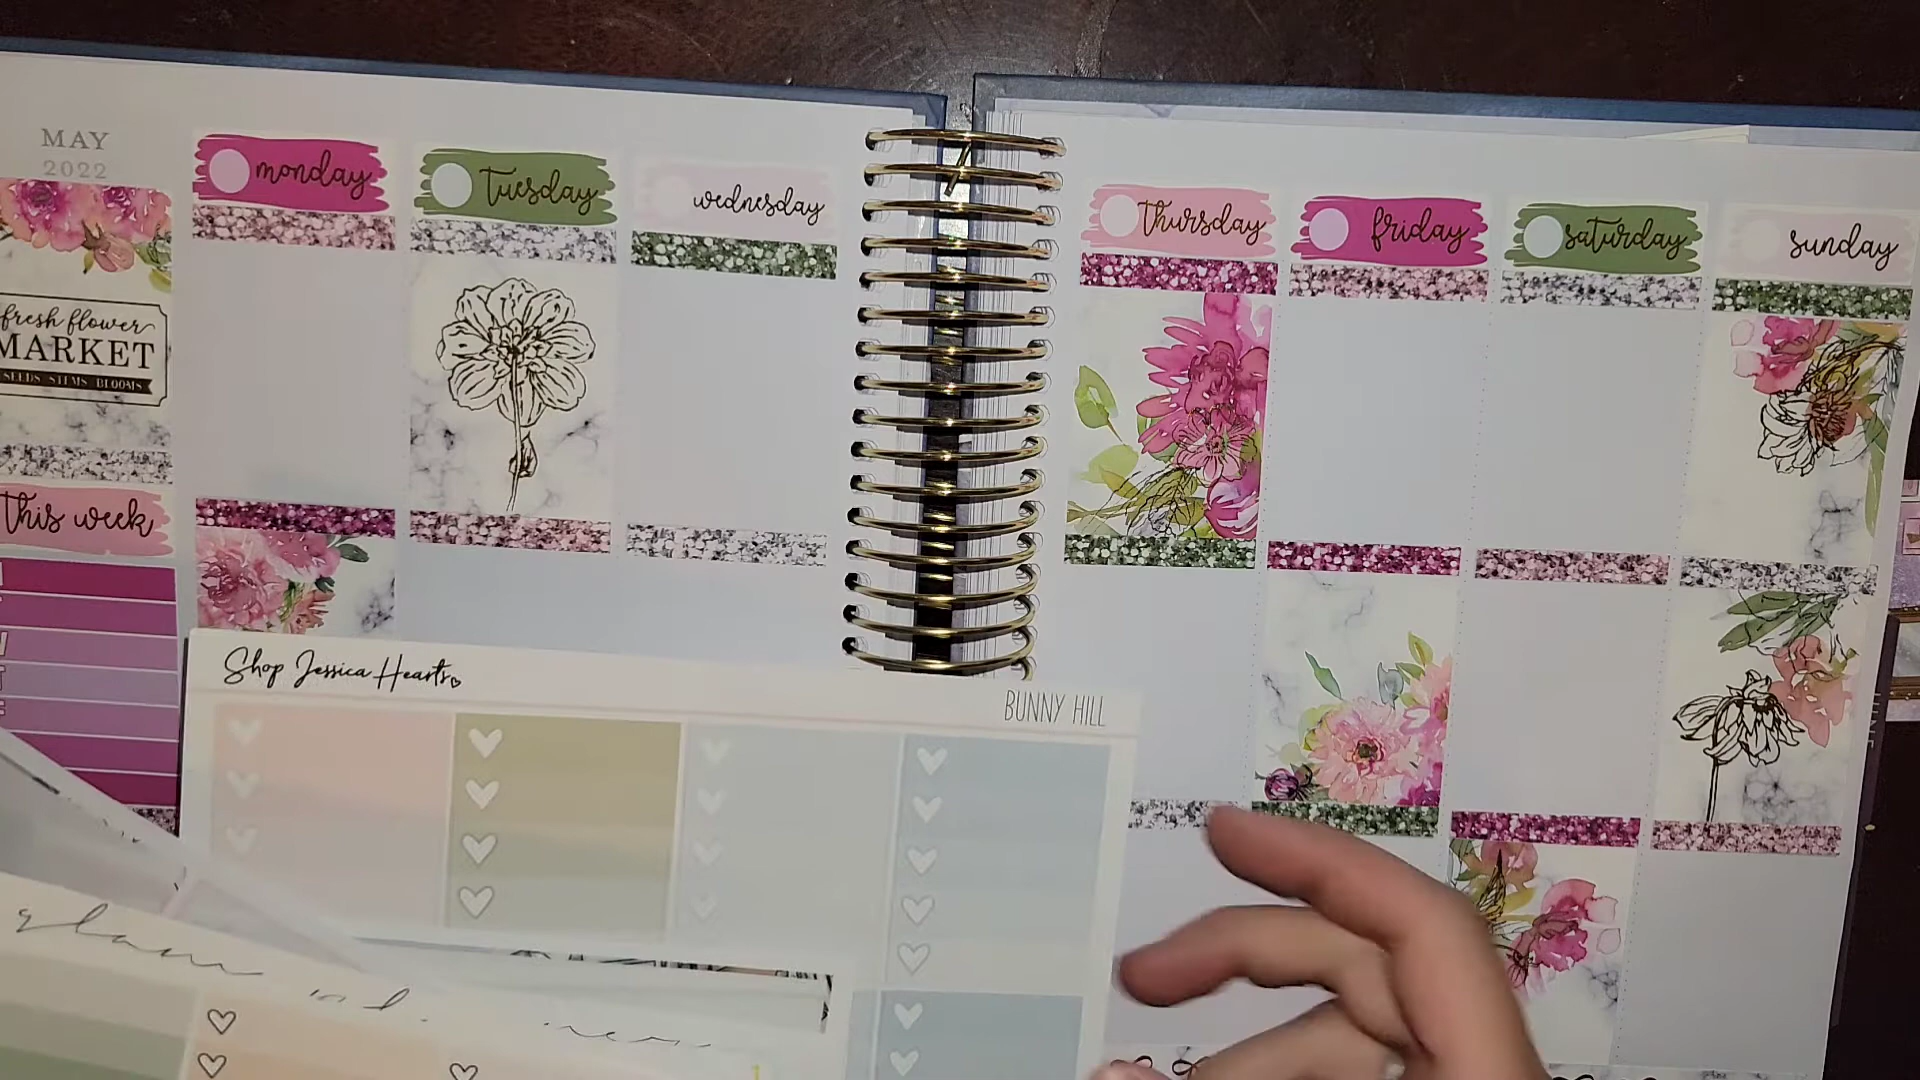 MAY
2022
monday
tuesday
wednesday
thursday
friday
saturday
sunday
fresh flower
MARKET
SEEDS STEMS BLOOMS
this week
Shop Jessica Hearts
BUNNY HILL